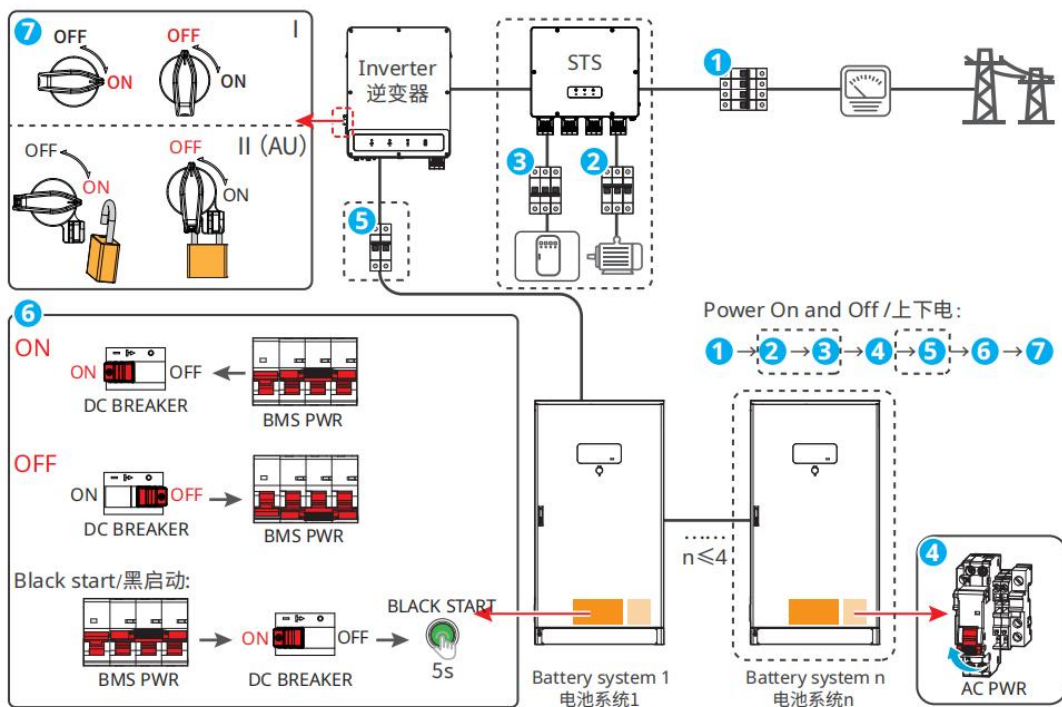 7
OFF
ON
OFF
ON
I
OFF
ON
OFF
ON
II (AU)
Inverter
逆变器
STS
1
3
2
5
Power On and Off /上下电:
1 → 2 → 3 → 4 → 5 → 6 → 7
6
ON
ON
OFF
DC BREAKER
BMS PWR
OFF
ON
OFF
DC BREAKER
BMS PWR
Black start/黑启动:
BMS PWR
ON
OFF
DC BREAKER
BLACK START
5s
Battery system 1
电池系统1
……
n≤4
Battery system n
电池系统n
4
AC PWR